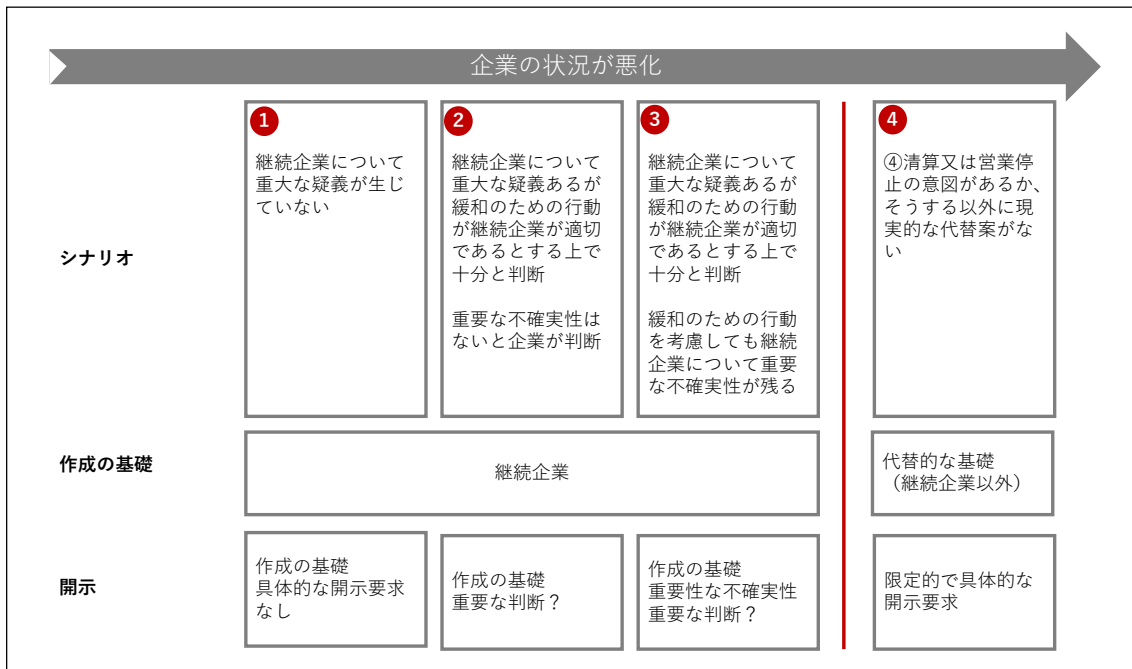 企業の状況が悪化
シナリオ
1
継続企業について
重大な疑義が生じ
ていない
2
継続企業について
重大な疑義あるが
緩和のための行動
が継続企業が適切
であるとする上で
十分と判断
重要な不確実性は
ないと企業が判断
3
継続企業について
重大な疑義あるが
緩和のための行動
が継続企業が適切
であるとする上で
十分と判断
緩和のための行動
を考慮しても継続
企業について重要
な不確実性が残る
4
④清算又は営業停
止の意図があるか、
そうする以外に現
実的な代替案がな
い
作成の基礎
継続企業
代替的な基礎
（継続企業以外）
開示
作成の基礎
具体的な開示要求
なし
作成の基礎
重要な判断？
作成の基礎
重要性な不確実性
重要な判断？
限定的で具体的な
開示要求